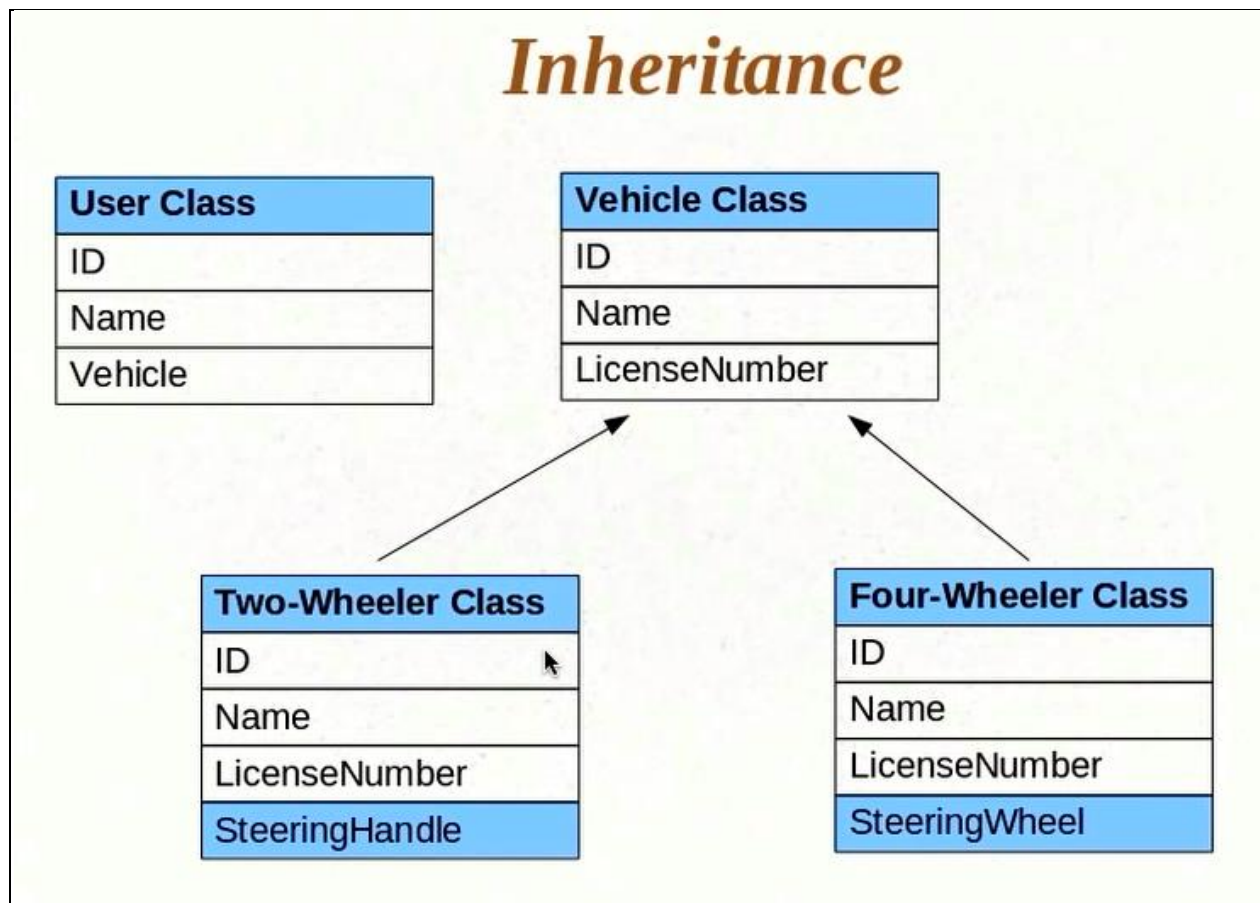 Inheritance
User Class
ID
Name
Vehicle
Vehicle Class
ID
Name
LicenseNumber
Two-Wheeler Class
ID
Name
LicenseNumber
SteeringHandle
Four-Wheeler Class
ID
Name
LicenseNumber
SteeringWheel